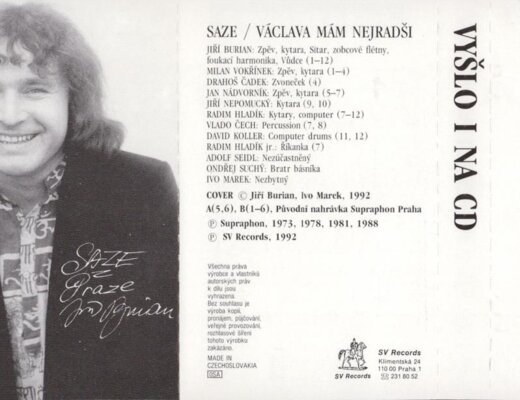 SAZE / VÁCLAVA MÁM NEJRADŠI
JIŘÍ BURIAN: Zpěv, kytara, Sitar, zobcové flétny,
foukací harmonika, Vůdce (1–12)
MILAN VOKŘÍNEK: Zpěv, kytara (1–4)
DRAHOŠ ČADEK: Zvoneček (4)
JAN NÁDVORNÍK: Zpěv, kytara (5–7)
JIŘÍ NEPOMUCKÝ: Kytara (9, 10)
RADIM HLADÍK: Kytary, computer (7–12)
VLADO ČECH: Percussion (7, 8)
DAVID KOLLER: Computer drums (11, 12)
RADIM HLADÍK jr.: Říkanka (7)
ADOLF SEIDL: Nezúčastněný
ONDŘEJ SUCHÝ: Bratr básníka
IVO MAREK: Nezbytný
COVER © Jiří Burian, ivo Marek, 1992
A(5,6), B(1–6), Původní nahrávka Supraphon Praha
℗ Supraphon, 1973, 1978, 1981, 1988
℗ SV Records, 1992
Všechna práva
výrobce a vlastníků
autorských práv
k dílu jsou
vyhrazena.
Bez souhlasu je
výroba kopií,
pronájem, půjčování,
veřejné provozování,
rozhlasové šíření
tohoto výrobku
zakázáno.
MADE IN
CZECHOSLOVAKIA
OSA
SV Records
SV Records
Klimentská 24
110 00 Praha 1
☎ 231 80 52
VYŠLO I NA CD
SAZE
z
Praze
Jiří Burian